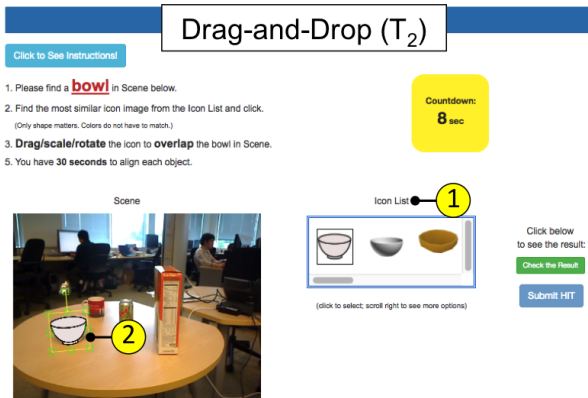 Drag-and-Drop (T2)
Click to See Instructions!
1. Please find a bowl in Scene below.
2. Find the most similar icon image from the Icon List and click.
(Only shape matters. Colors do not have to match.)
3. Drag/scale/rotate the icon to overlap the bowl in Scene.
5. You have 30 seconds to align each object.
Countdown:
8 sec
Scene
Icon List
1
2
(click to select; scroll right to see more options)
Click below
to see the result:
Check the Result
Submit HIT